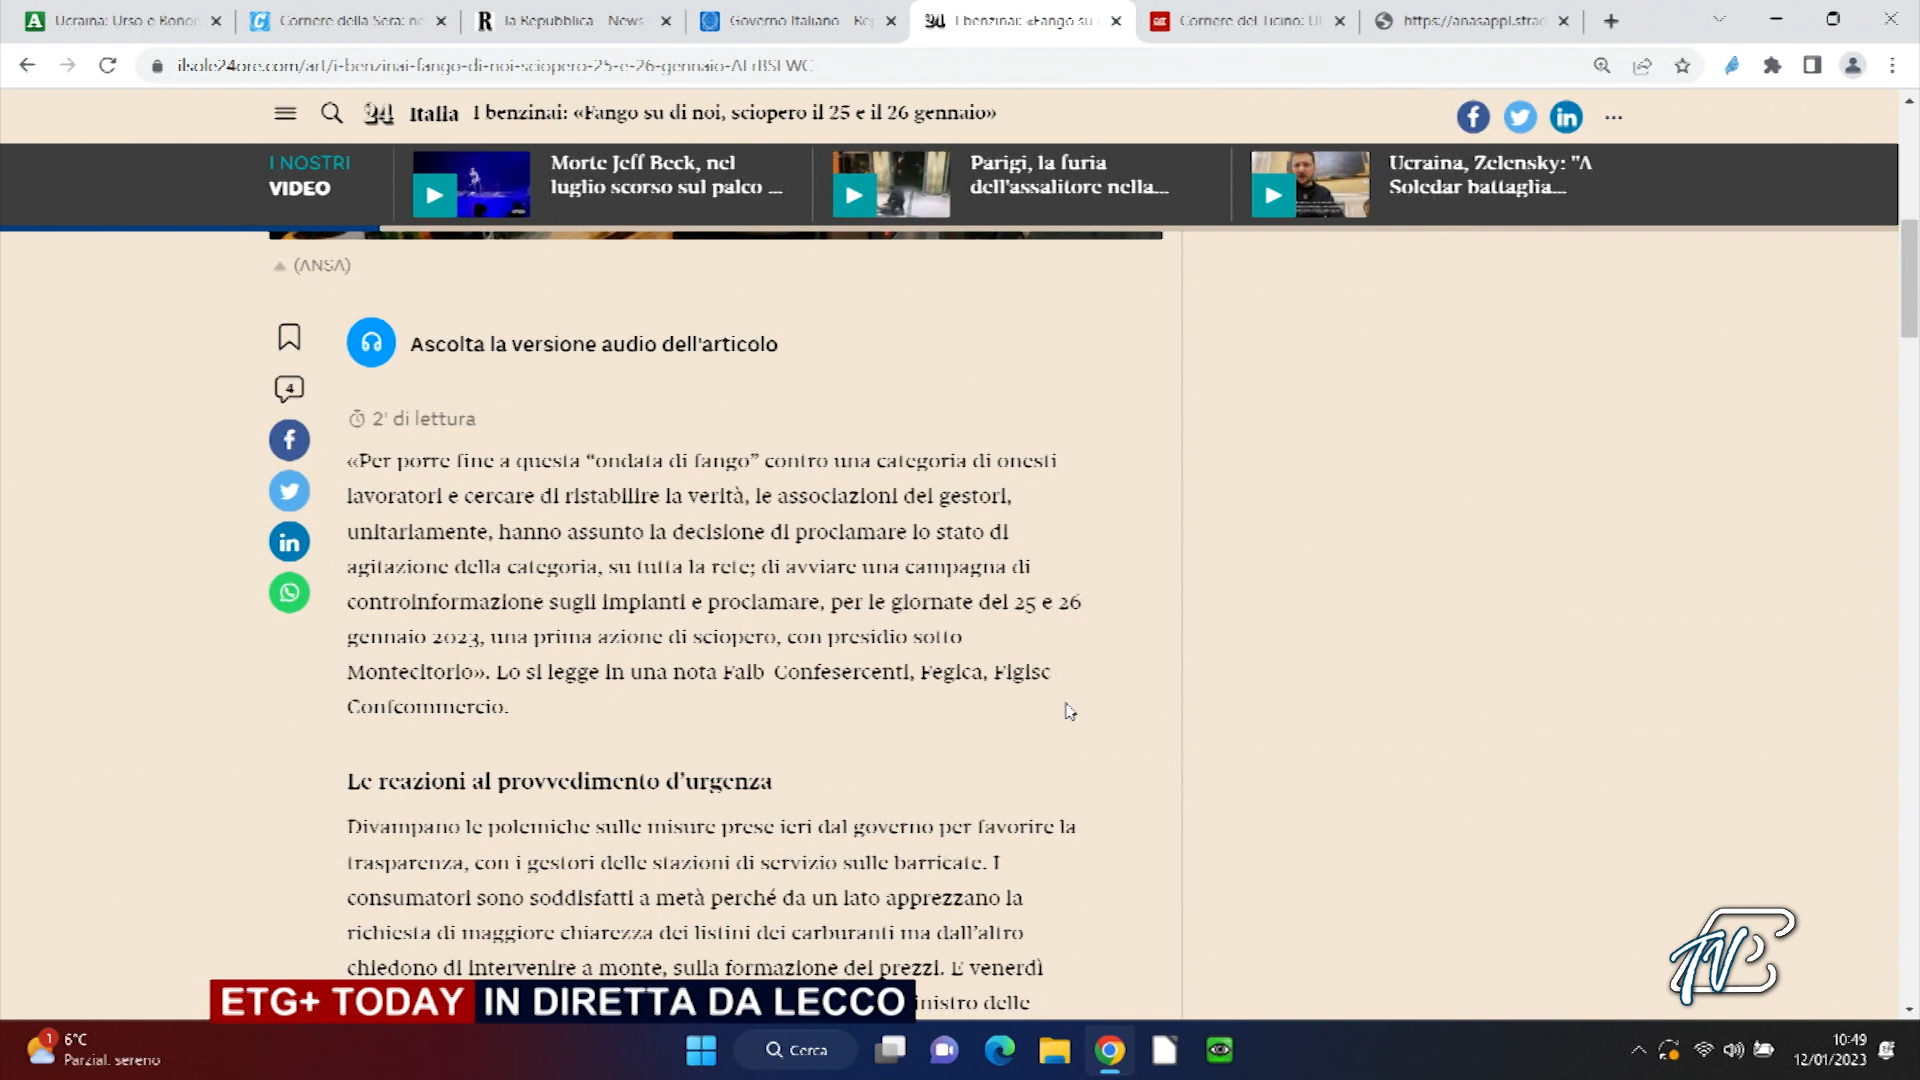 Ucraina: Urso e Bono
Corriere della Sera: no
la Repubblica - News
Governo Italiano - Rep
I benzinai: «Fango su
Corriere del Ticino: Ul
https://anasappl.strad
ilsole24ore.com/art/i-benzinai-fango-di-noi-sciopero-25-e-26-gennaio-
24 Italia I benzinai: «Fango su di noi, sciopero il 25 e il 26 gennaio»
I NOSTRI
VIDEO
Morte Jeff Beck, nel
luglio scorso sul palco ...
Parigi, la furia
dell'assalitore nella...
Ucraina, Zelensky: "A
Soledar battaglia...
(ANSA)
Ascolta la versione audio dell'articolo
4
2' di lettura
«Per porre fine a questa “ondata di fango” contro una categoria di onesti
lavoratori e cercare di ristabilire la verità, le associazioni dei gestori,
unitariamente, hanno assunto la decisione di proclamare lo stato di
agitazione della categoria, su tutta la rete; di avviare una campagna di
controinformazione sugli impianti e proclamare, per le giornate del 25 e 26
gennaio 2023, una prima azione di sciopero, con presidio sotto
Montecitorio». Lo si legge in una nota Faib-Confesercenti, Fegica, Figisc
Confcommercio.
Le reazioni al provvedimento d’urgenza
Divampano le polemiche sulle misure prese ieri dal governo per favorire la
trasparenza, con i gestori delle stazioni di servizio sulle barricate. I
consumatori sono soddisfatti a metà perché da un lato apprezzano la
richiesta di maggiore chiarezza dei listini dei carburanti ma dall’altro
chiedono di intervenire a monte, sulla formazione dei prezzi. E venerdì
inistro delle
ETG+ TODAY IN DIRETTA DA LECCO
1
6°C
Parzial. sereno
Cerca
10:49
12/01/2023